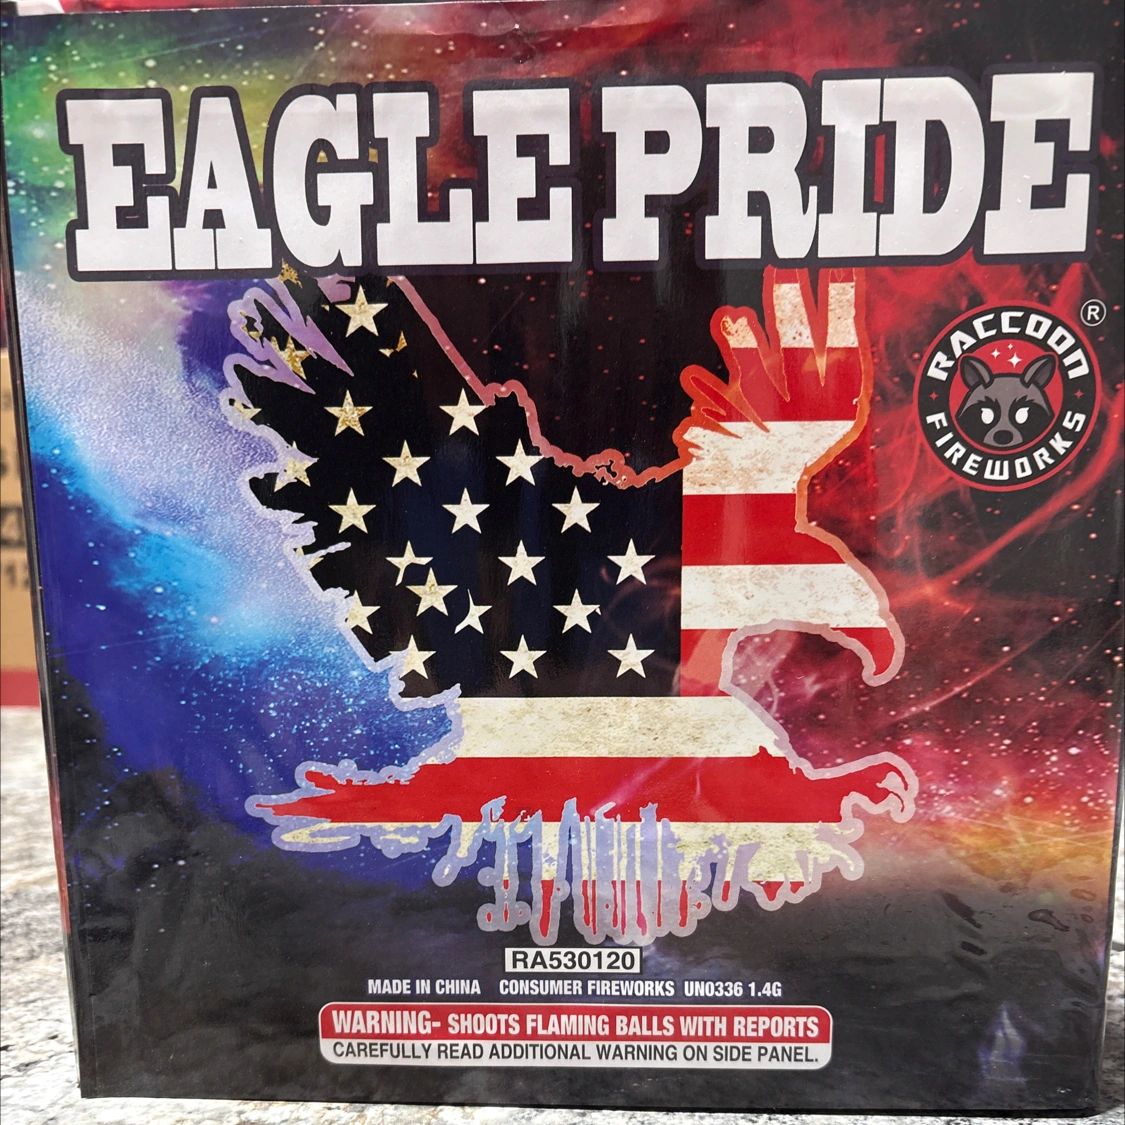 EAGLE PRIDE
RACCOON
FIREWORKS
®
RA530120
MADE IN CHINA CONSUMER FIREWORKS UN0336 1.4G
WARNING- SHOOTS FLAMING BALLS WITH REPORTS
CAREFULLY READ ADDITIONAL WARNING ON SIDE PANEL.